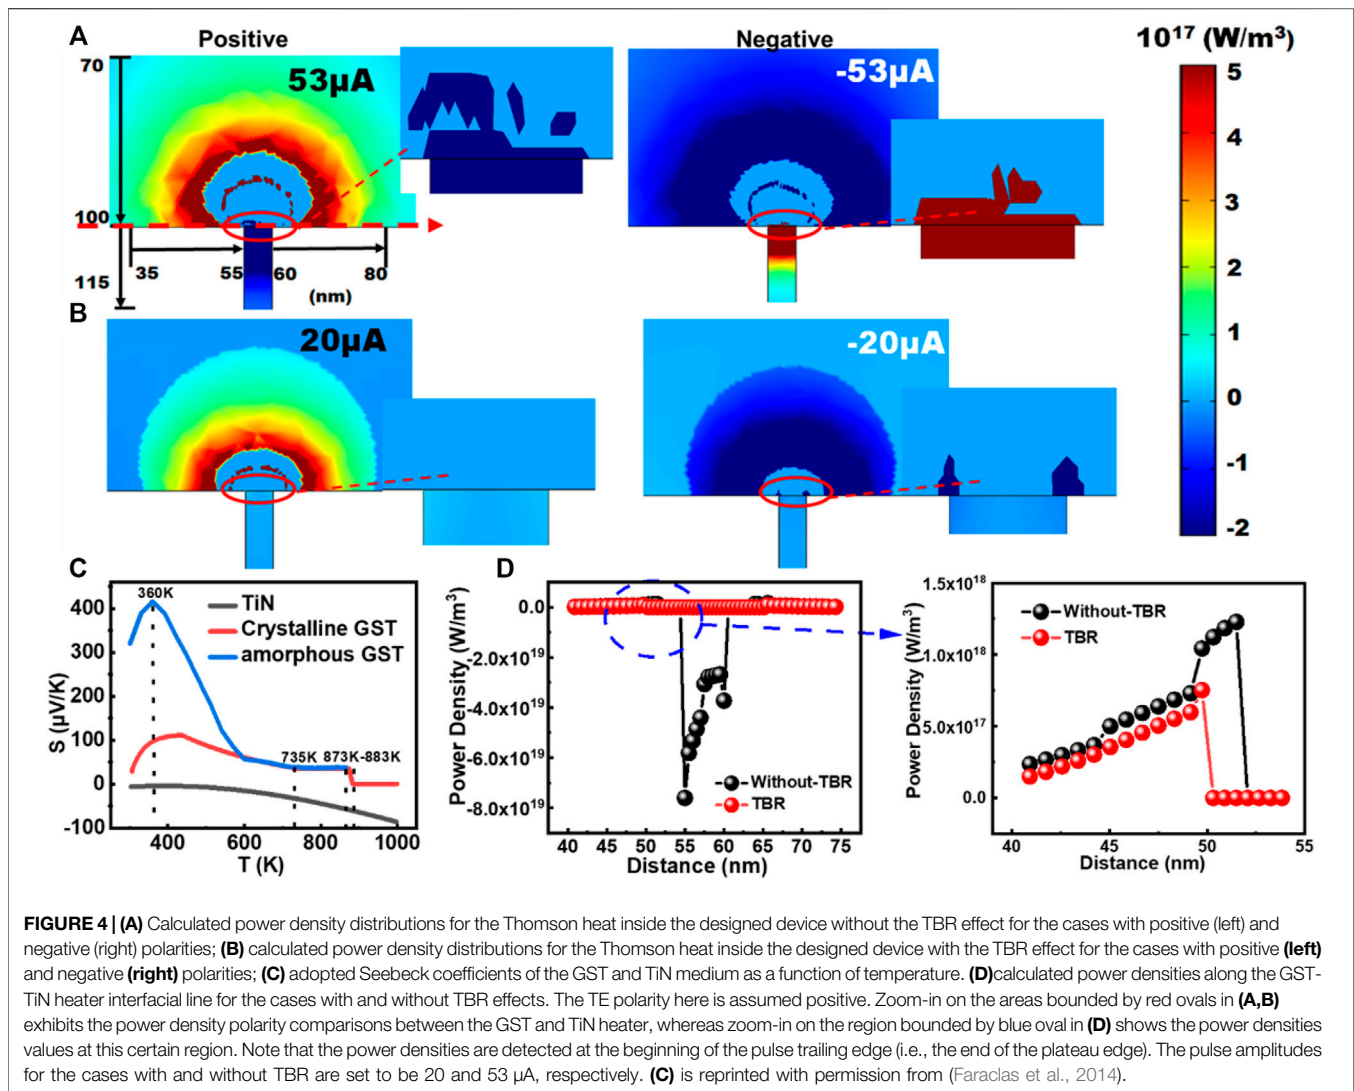 A
Positive
Negative
10¹⁷ (W/m³)
70
53μA
-53μA
5
4
3
2
1
0
-1
-2
100
35
55
60
80
115
(nm)
B
20μA
-20μA
C
360K
TiN
Crystalline GST
amorphous GST
735K 873K-883K
400
300
200
100
0
-100
S (μV/K)
400 600 800 1000
T (K)
D
0.0
-2.0x10¹⁹
-4.0x10¹⁹
-6.0x10¹⁹
-8.0x10¹⁹
Power Density (W/m³)
Without-TBR
TBR
40 45 50 55 60 65 70 75
Distance (nm)
1.5x10¹⁸
1.0x10¹⁸
5.0x10¹⁷
0.0
Power Density (W/m³)
Without-TBR
TBR
40 45 50 55
Distance (nm)
FIGURE 4 | (A) Calculated power density distributions for the Thomson heat inside the designed device without the TBR effect for the cases with positive (left) and
negative (right) polarities; (B) calculated power density distributions for the Thomson heat inside the designed device with the TBR effect for the cases with positive (left)
and negative (right) polarities; (C) adopted Seebeck coefficients of the GST and TiN medium as a function of temperature. (D)calculated power densities along the GST-
TiN heater interfacial line for the cases with and without TBR effects. The TE polarity here is assumed positive. Zoom-in on the areas bounded by red ovals in (A,B)
exhibits the power density polarity comparisons between the GST and TiN heater, whereas zoom-in on the region bounded by blue oval in (D) shows the power densities
values at this certain region. Note that the power densities are detected at the beginning of the pulse trailing edge (i.e., the end of the plateau edge). The pulse amplitudes
for the cases with and without TBR are set to be 20 and 53 μA, respectively. (C) is reprinted with permission from (Faraclas et al., 2014).